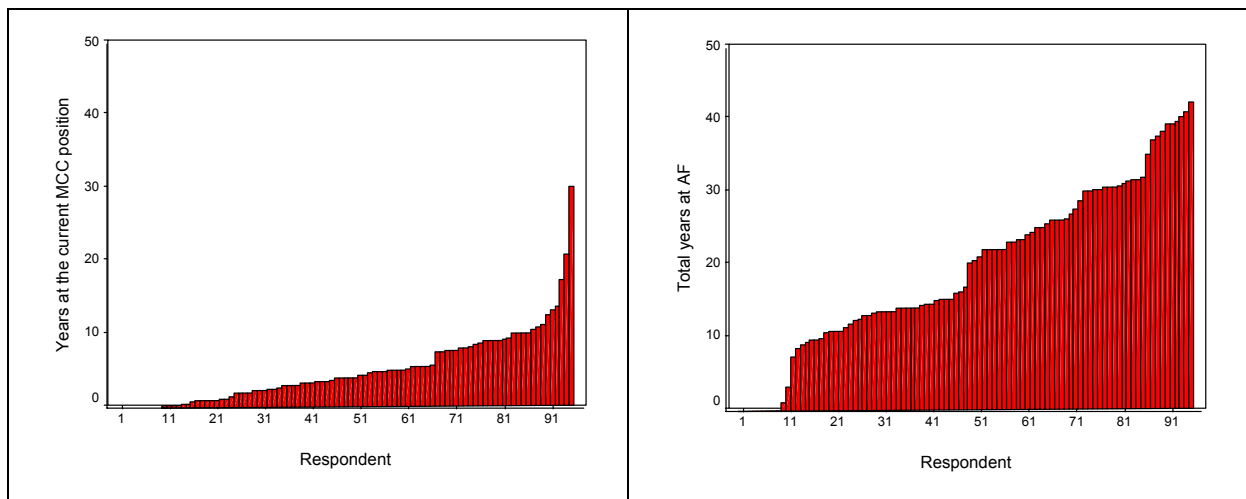 50
40
30
20
10
0
Years at the current MCC position
1 11 21 31 41 51 61 71 81 91
Respondent
50
40
30
20
10
0
Total years at AF
1 11 21 31 41 51 61 71 81 91
Respondent